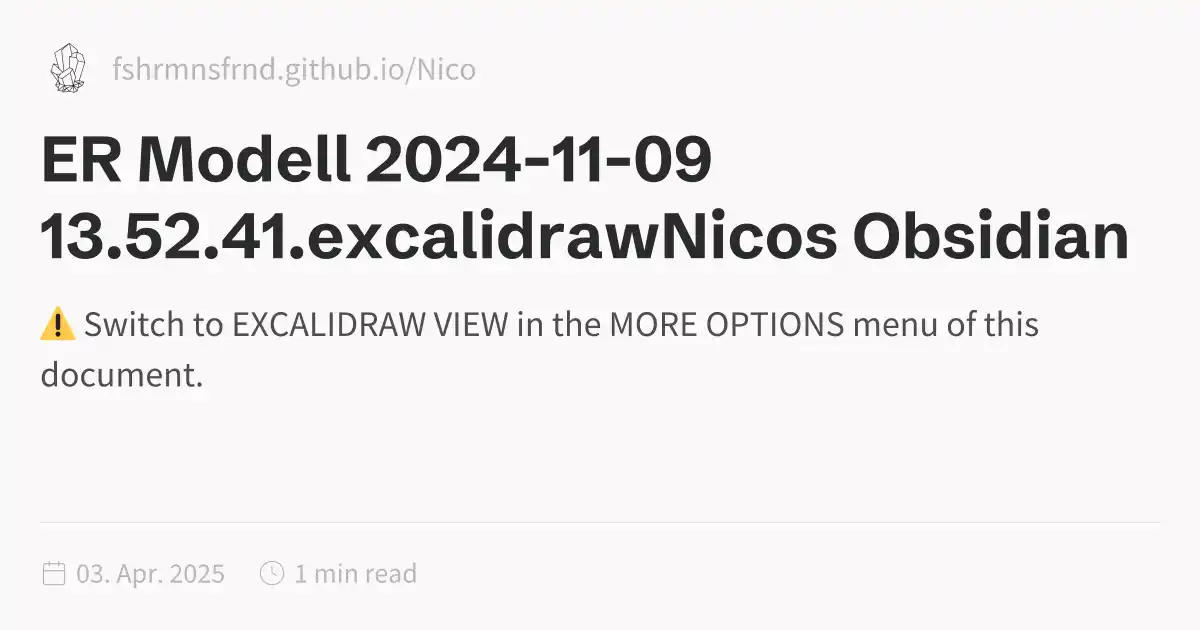 fshrmnsfrnd.github.io/Nico
ER Modell 2024-11-09
13.52.41.excalidrawNicos Obsidian
⚠️ Switch to EXCALIDRAW VIEW in the MORE OPTIONS menu of this
document.
03. Apr. 2025 1 min read